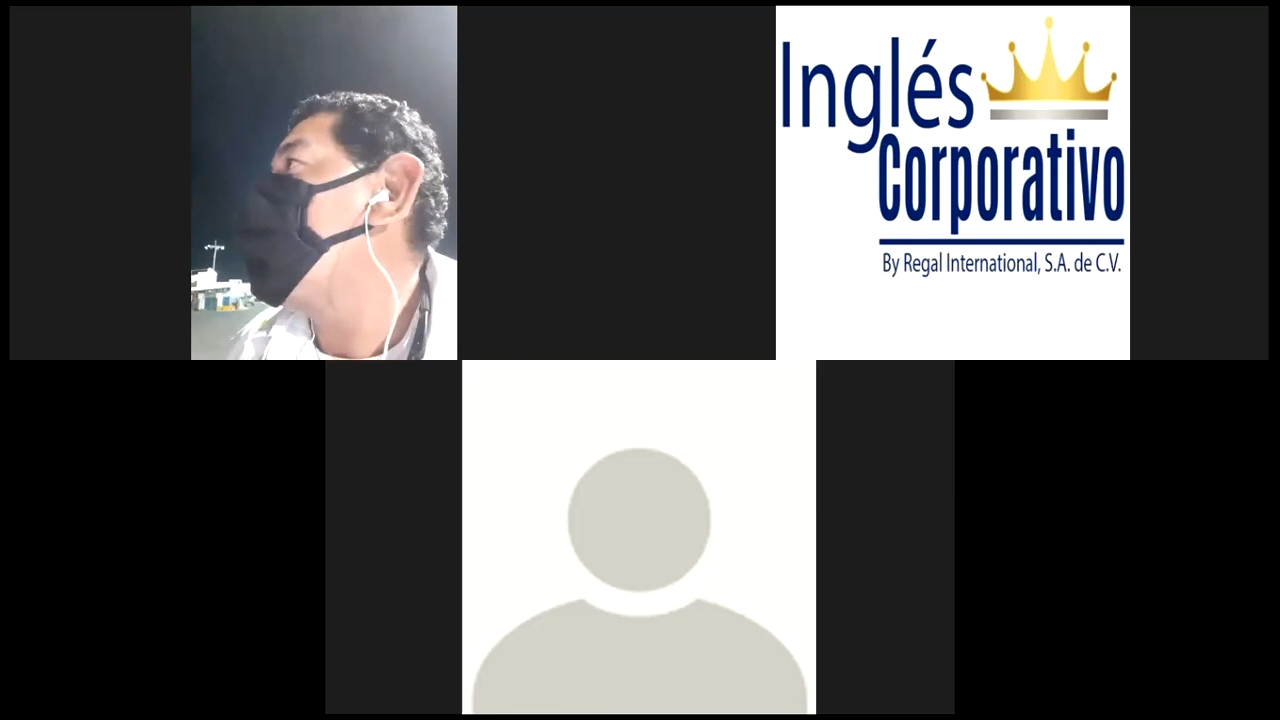 Inglés
Corporativo
By Regal International, S.A. de C.V.